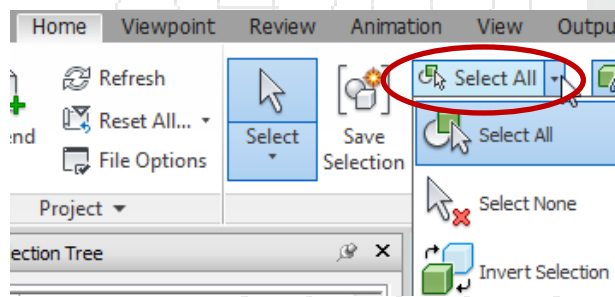 Home Viewpoint Review Animation View Outpu
Refresh
Reset All...
File Options
end
Select
Save
Selection
Select All
Select All
Select None
Invert Selection
Project
ection Tree